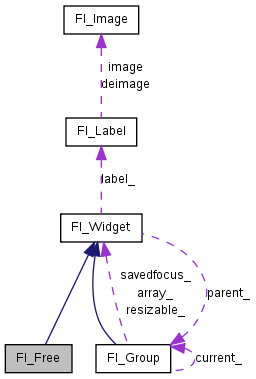 Fl_Image
image
deimage
Fl_Label
label_
Fl_Widget
savedfocus_
array_
resizable_
parent_
Fl_Free
Fl_Group
current_